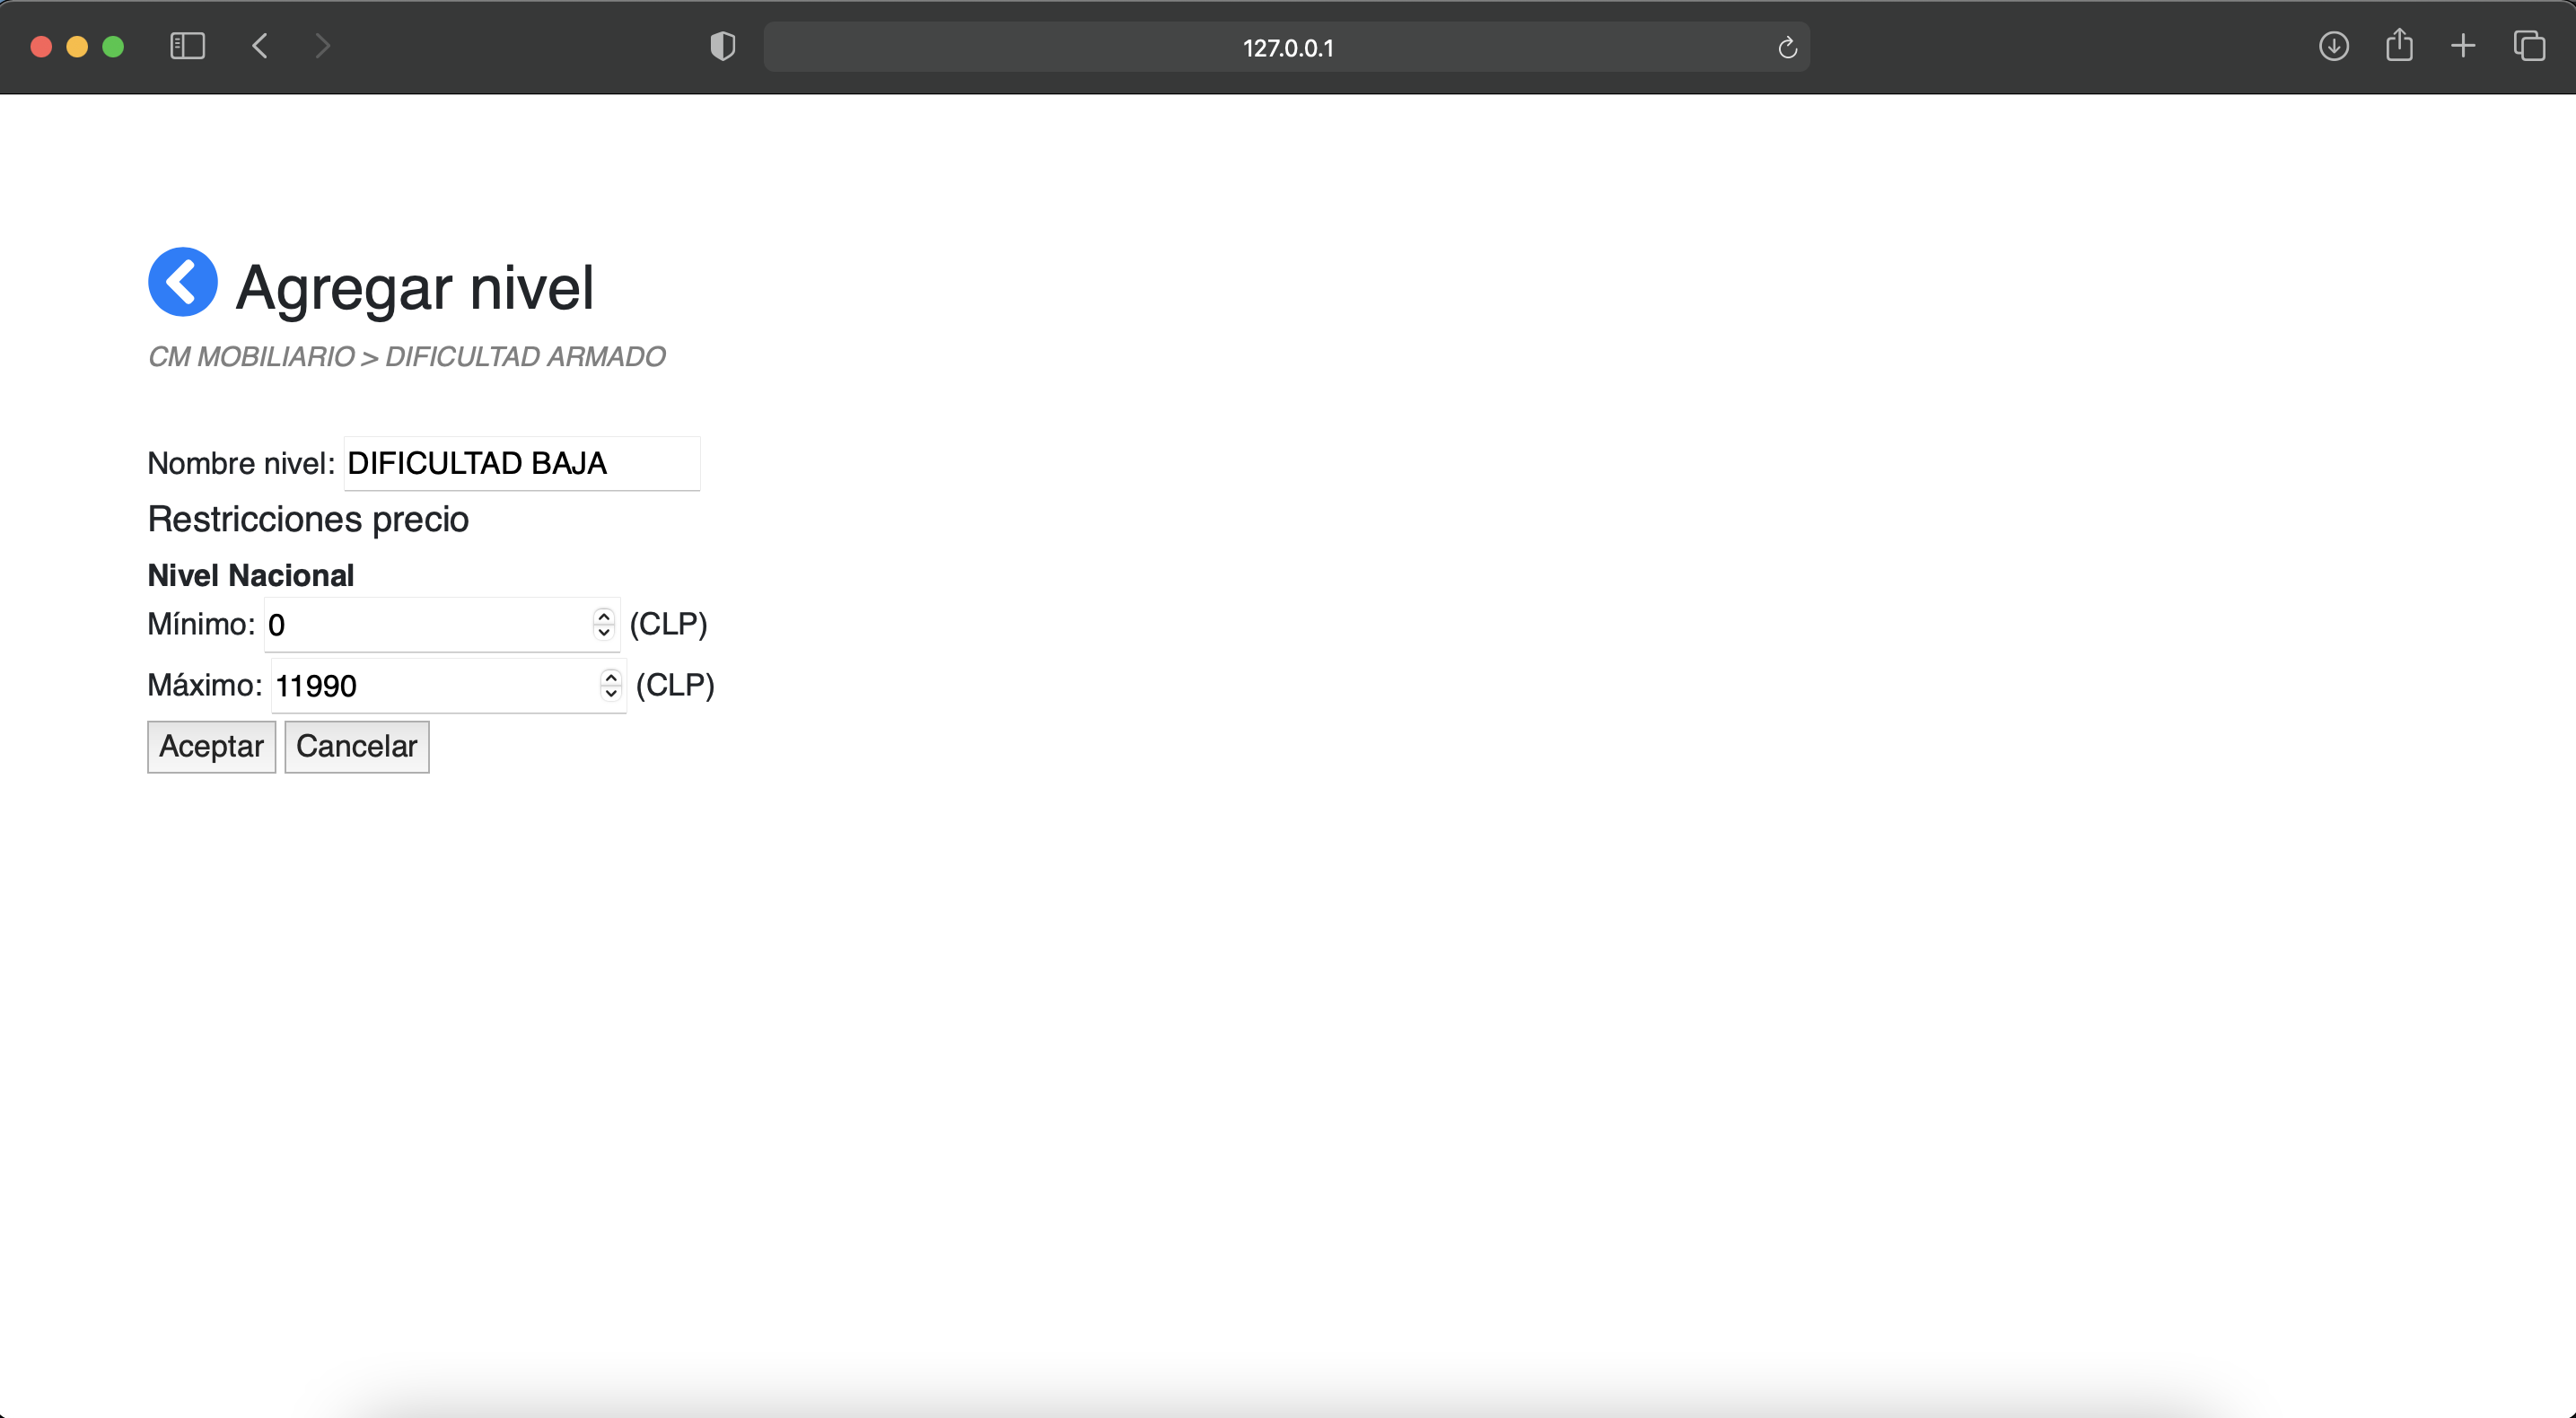 127.0.0.1
Agregar nivel
CM MOBILIARIO > DIFICULTAD ARMADO
Nombre nivel: DIFICULTAD BAJA
Restricciones precio
Nivel Nacional
Mínimo: 0 (CLP)
Máximo: 11990 (CLP)
Aceptar Cancelar